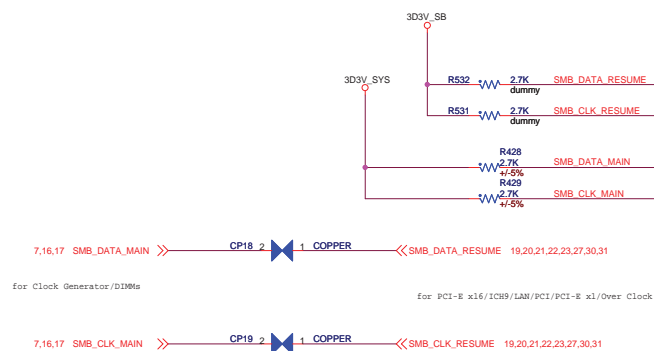 3D3V_SB
R532 2.7K SMB_DATA_RESUME
dummy
3D3V_SYS
R531 2.7K SMB_CLK_RESUME
dummy
R428
2.7K SMB_DATA_MAIN
+/-5%
R429
2.7K SMB_CLK_MAIN
+/-5%
7,16,17 SMB_DATA_MAIN CP18 2 1 COPPER SMB_DATA_RESUME 19,20,21,22,23,27,30,31
for Clock Generator/DIMMs
for PCI-E x16/ICH9/LAN/PCI/PCI-E x1/Over Clock
7,16,17 SMB_CLK_MAIN CP19 2 1 COPPER SMB_CLK_RESUME 19,20,21,22,23,27,30,31